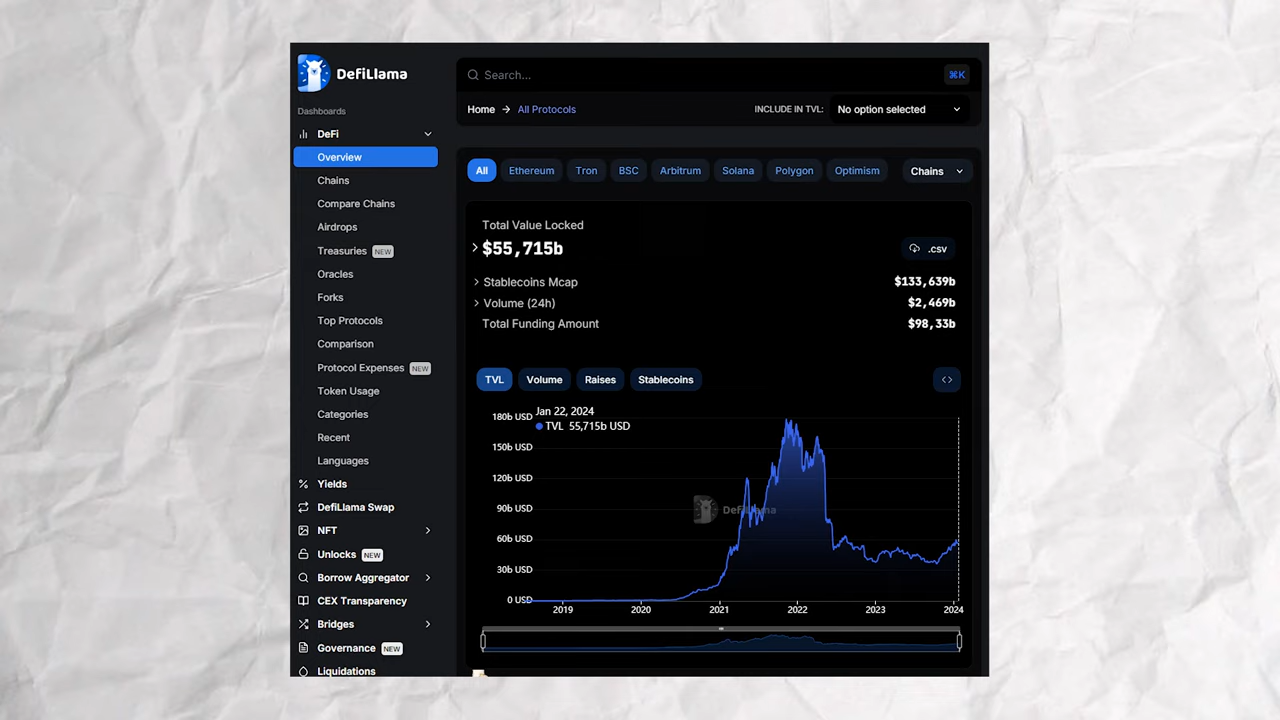 DefiLlama
Dashboards
DeFi
Overview
Chains
Compare Chains
Airdrops
Treasuries NEW
Oracles
Forks
Top Protocols
Comparison
Protocol Expenses NEW
Token Usage
Categories
Recent
Languages
Yields
DefiLlama Swap
NFT
Unlocks NEW
Borrow Aggregator
CEX Transparency
Bridges
Governance NEW
Liquidations
Search... ⌘K
Home → All Protocols INCLUDE IN TVL: No option selected
All Ethereum Tron BSC Arbitrum Solana Polygon Optimism Chains
Total Value Locked
$55,715b .csv
Stablecoins Mcap $133,639b
Volume (24h) $2,469b
Total Funding Amount $98,33b
TVL Volume Raises Stablecoins <>
Jan 22, 2024
TVL 55,715b USD
180b USD
150b USD
120b USD
90b USD
60b USD
30b USD
0 USD
DefiLlama
2019 2020 2021 2022 2023 2024